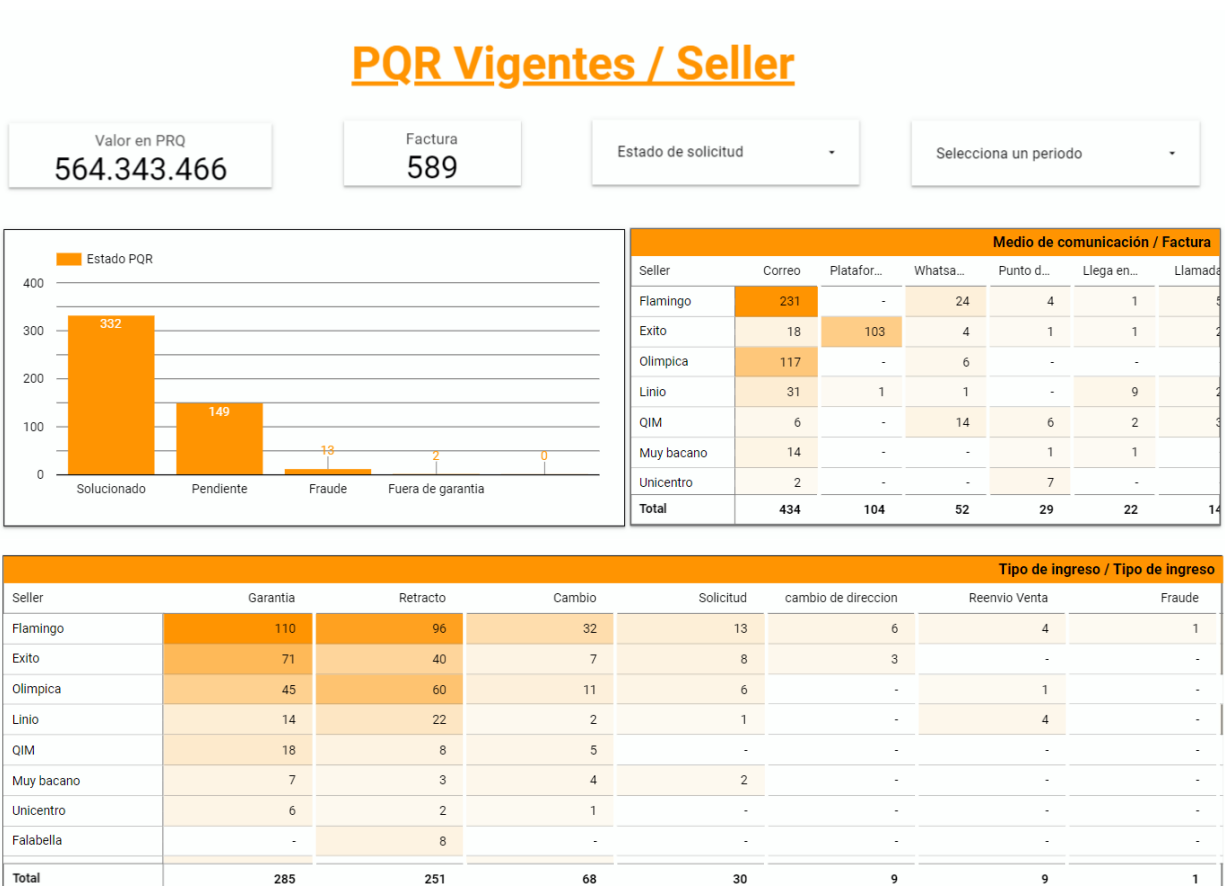 PQR Vigentes / Seller
Valor en PRQ
564.343.466
Factura
589
Estado de solicitud
Selecciona un periodo
Estado PQR
400
300
200
100
0
332
149
13
2
0
Solucionado Pendiente Fraude Fuera de garantia
Medio de comunicación / Factura
Seller Correo Platafor... Whatsa... Punto d... Llega en... Llamada
Flamingo 231 - 24 4 1 5
Exito 18 103 4 1 1 2
Olimpica 117 - 6 - -
Linio 31 1 1 - 9 2
QIM 6 - 14 6 2 3
Muy bacano 14 - - 1 1
Unicentro 2 - - 7 -
Total 434 104 52 29 22 14
Tipo de ingreso / Tipo de ingreso
Seller Garantia Retracto Cambio Solicitud cambio de direccion Reenvio Venta Fraude
Flamingo 110 96 32 13 6 4 1
Exito 71 40 7 8 3 - -
Olimpica 45 60 11 6 - 1 -
Linio 14 22 2 1 - 4 -
QIM 18 8 5 - - - -
Muy bacano 7 3 4 2 - - -
Unicentro 6 2 1 - - - -
Falabella - 8 - - - - -
Total 285 251 68 30 9 9 1